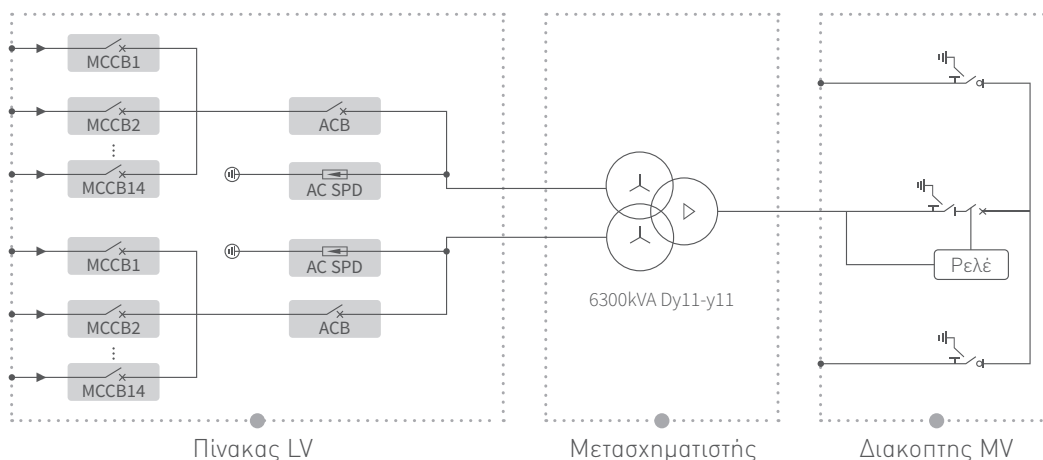 MCCB1
MCCB2
ACB
MCCB14
AC SPD
MCCB1
AC SPD
MCCB2
ACB
MCCB14
6300kVA Dy11-y11
Ρελέ
Πίνακας LV
Μετασχηματιστής
Διακοπτης MV